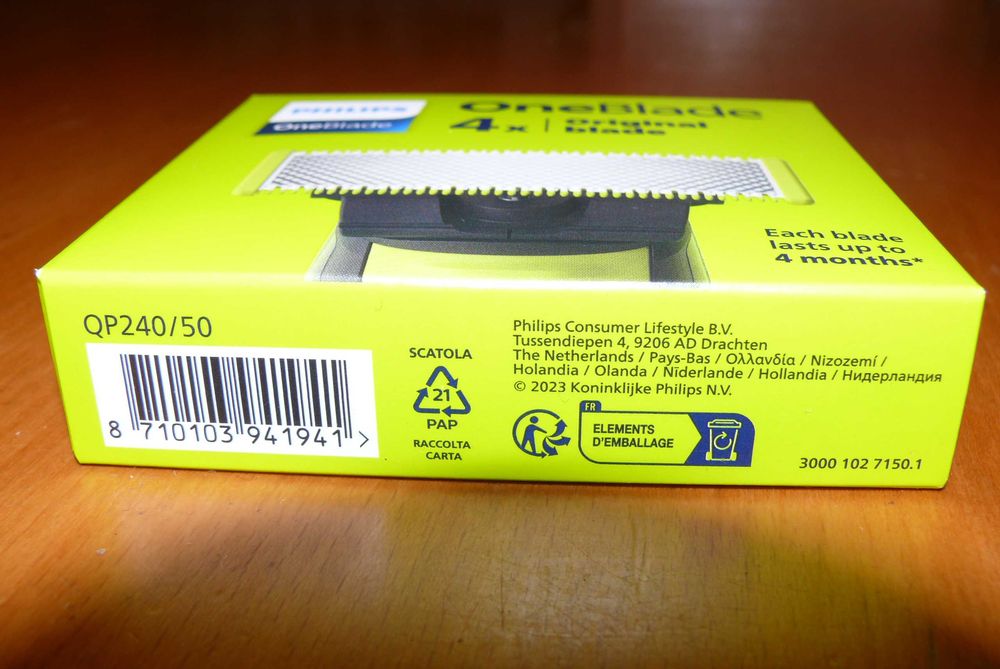 PHILIPS
OneBlade
OneBlade
4x | Original
blade
Each blade
lasts up to
4 months*
QP240/50
8 710103 941941 >
SCATOLA
21
PAP
RACCOLTA
CARTA
Philips Consumer Lifestyle B.V.
Tussendiepen 4, 9206 AD Drachten
The Netherlands / Pays-Bas / Ολλανδία / Nizozemí /
Holandia / Olanda / Nīderlande / Hollandia / Нидерландия
© 2023 Koninklijke Philips N.V.
FR
ELEMENTS
D'EMBALLAGE
3000 102 7150.1